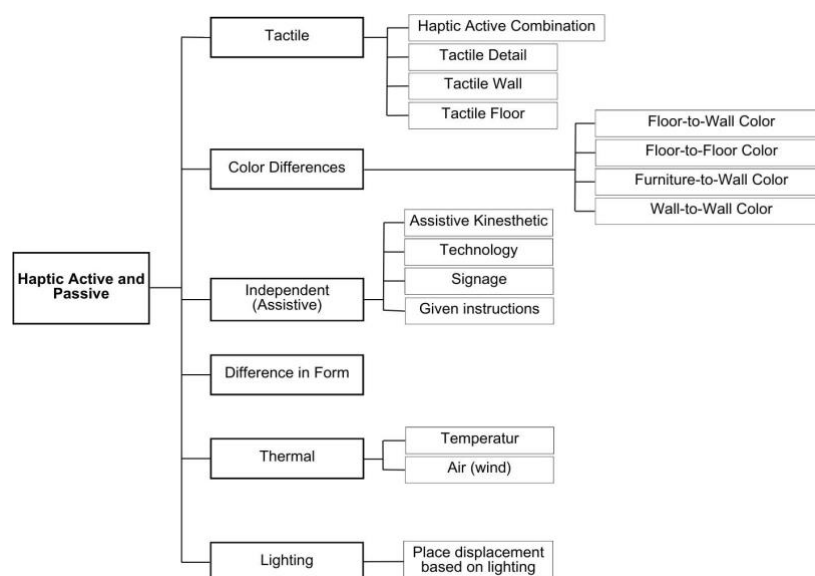 Haptic Active and
Passive
Tactile
Haptic Active Combination
Tactile Detail
Tactile Wall
Tactile Floor
Color Differences
Floor-to-Wall Color
Floor-to-Floor Color
Furniture-to-Wall Color
Wall-to-Wall Color
Independent
(Assistive)
Assistive Kinesthetic
Technology
Signage
Given instructions
Difference in Form
Thermal
Temperatur
Air (wind)
Lighting
Place displacement
based on lighting